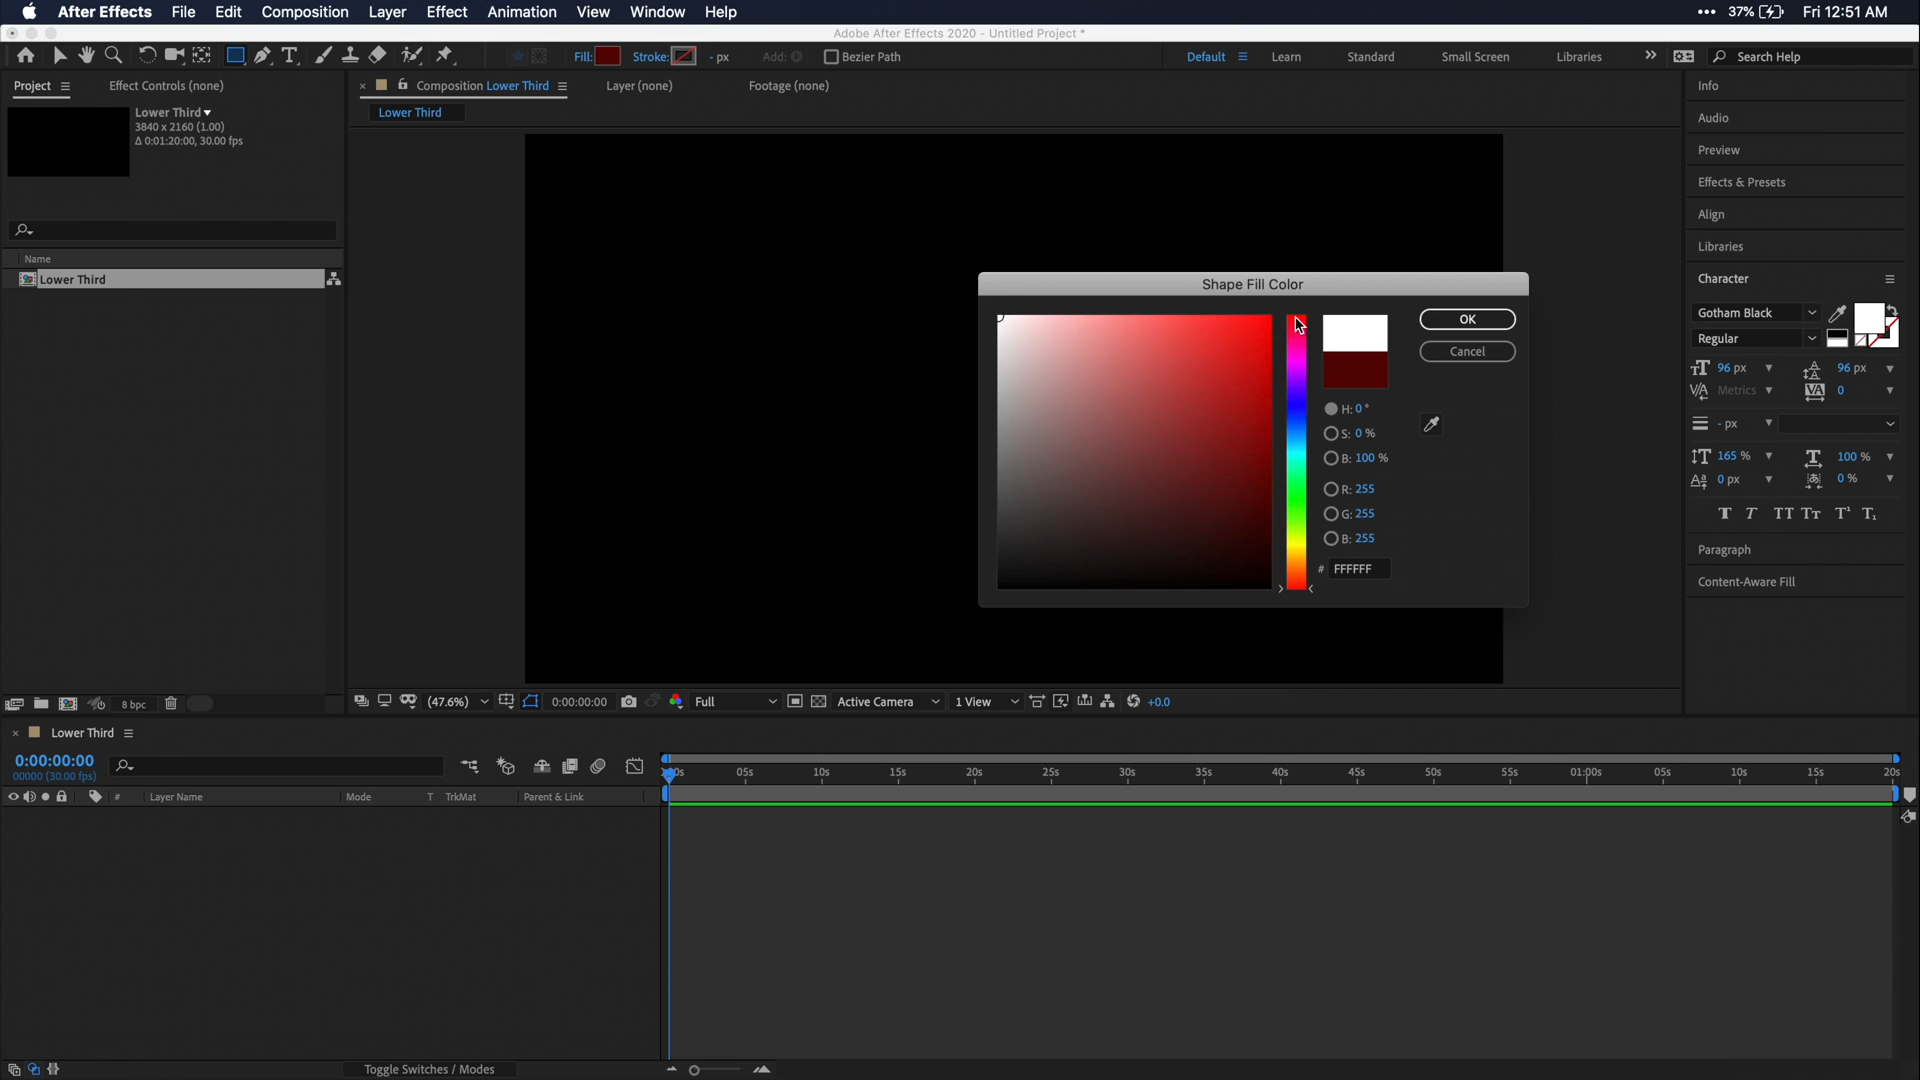 After Effects File Edit Composition Layer Effect Animation View Window Help ••• 37% Fri 12:51 AM
Adobe After Effects 2020 - Untitled Project *
Fill: Stroke: - px Add: Bezier Path Default Learn Standard Small Screen Libraries Search Help
Project Effect Controls (none)
Composition Lower Third Layer (none) Footage (none)
Lower Third
Lower Third
3840 x 2160 (1.00)
Δ 0:01:20:00, 30.00 fps
Name
Lower Third
8 bpc
Shape Fill Color
OK
Cancel
H: 0 °
S: 0 %
B: 100 %
R: 255
G: 255
B: 255
# FFFFFF
(47.6%) 0:00:00:00 Full Active Camera 1 View +0.0
Info
Audio
Preview
Effects & Presets
Align
Libraries
Character
Gotham Black
Regular
96 px 96 px
Metrics 0
- px
165 % 100 %
0 px 0 %
T T TT Tт T¹ T₁
Paragraph
Content-Aware Fill
Lower Third
0:00:00:00
00000 (30.00 fps)
05s 10s 15s 20s 25s 30s 35s 40s 45s 50s 55s 01:00s 05s 10s 15s 20s
# Layer Name Mode T TrkMat Parent & Link
Toggle Switches / Modes